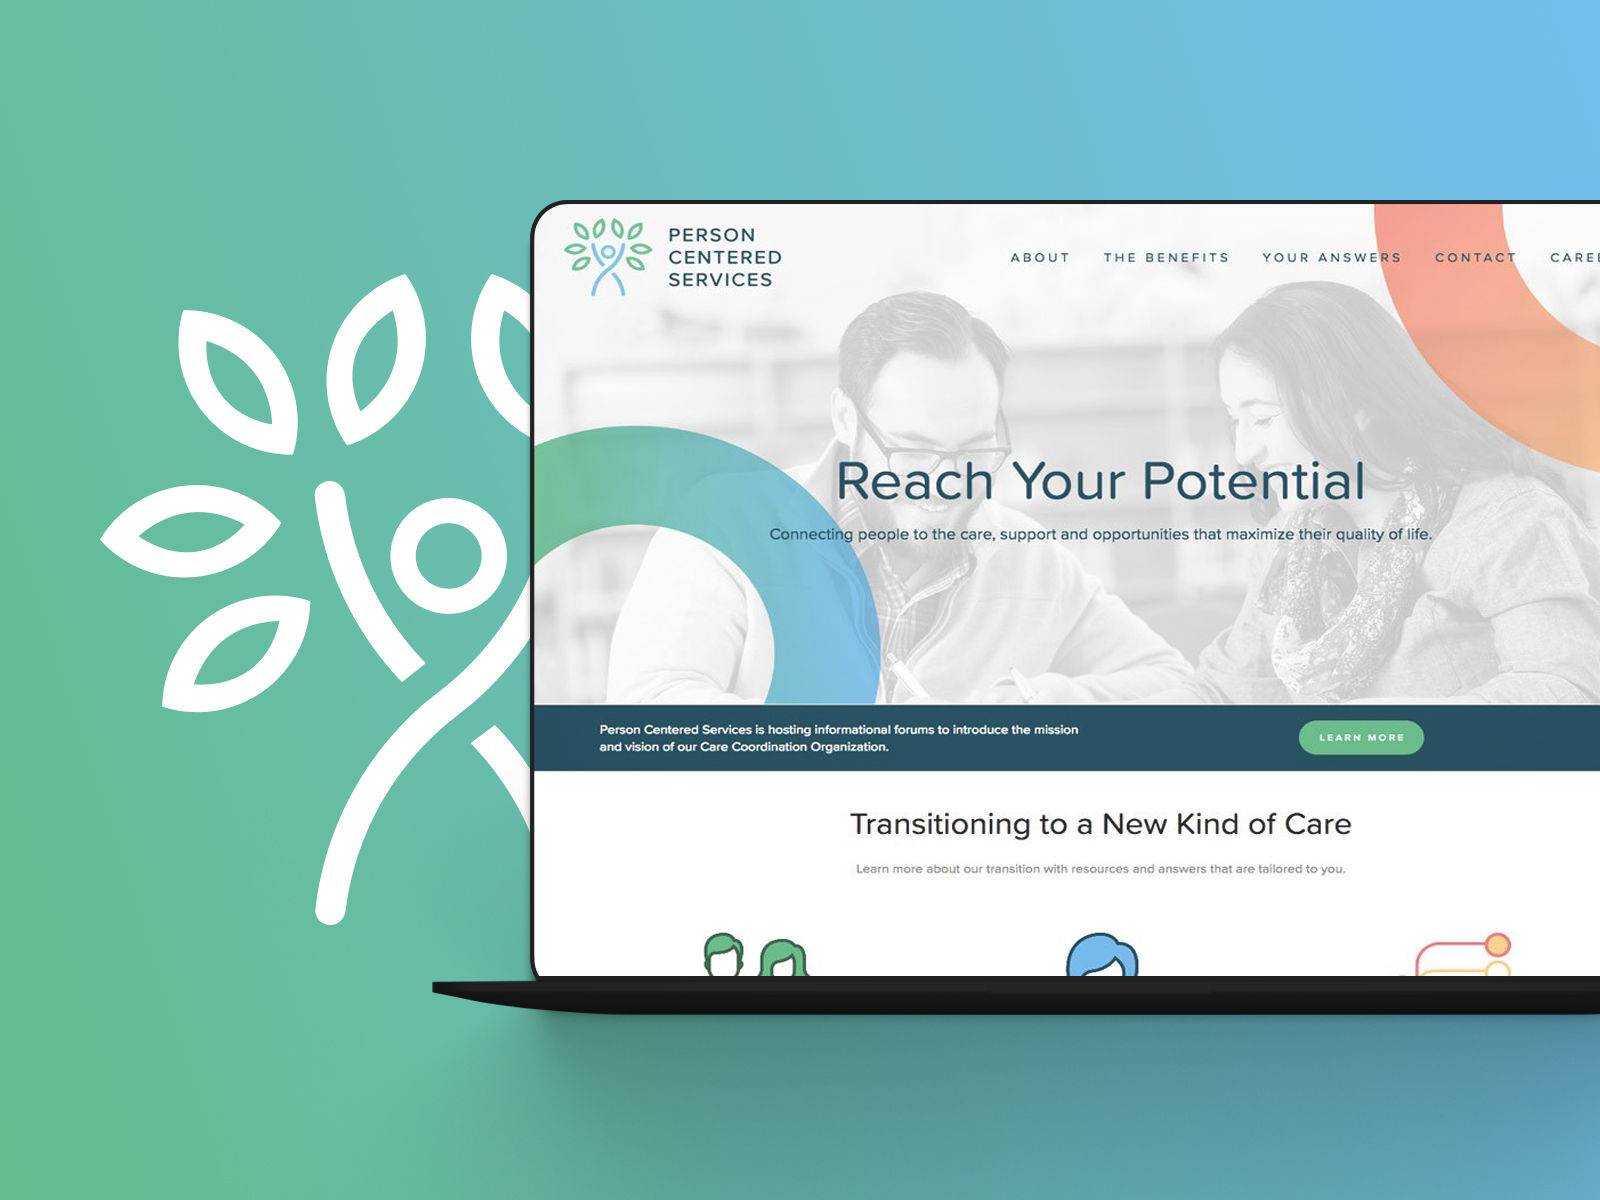 PERSON
CENTERED
SERVICES
ABOUT THE BENEFITS YOUR ANSWERS CONTACT
Reach Your Potential
Connecting people to the care, support and opportunities that maximize their quality of life.
Person Centered Services is hosting informational forums to introduce the mission
and vision of our Care Coordination Organization.
LEARN MORE
Transitioning to a New Kind of Care
Learn more about our transition with resources and answers that are tailored to you.